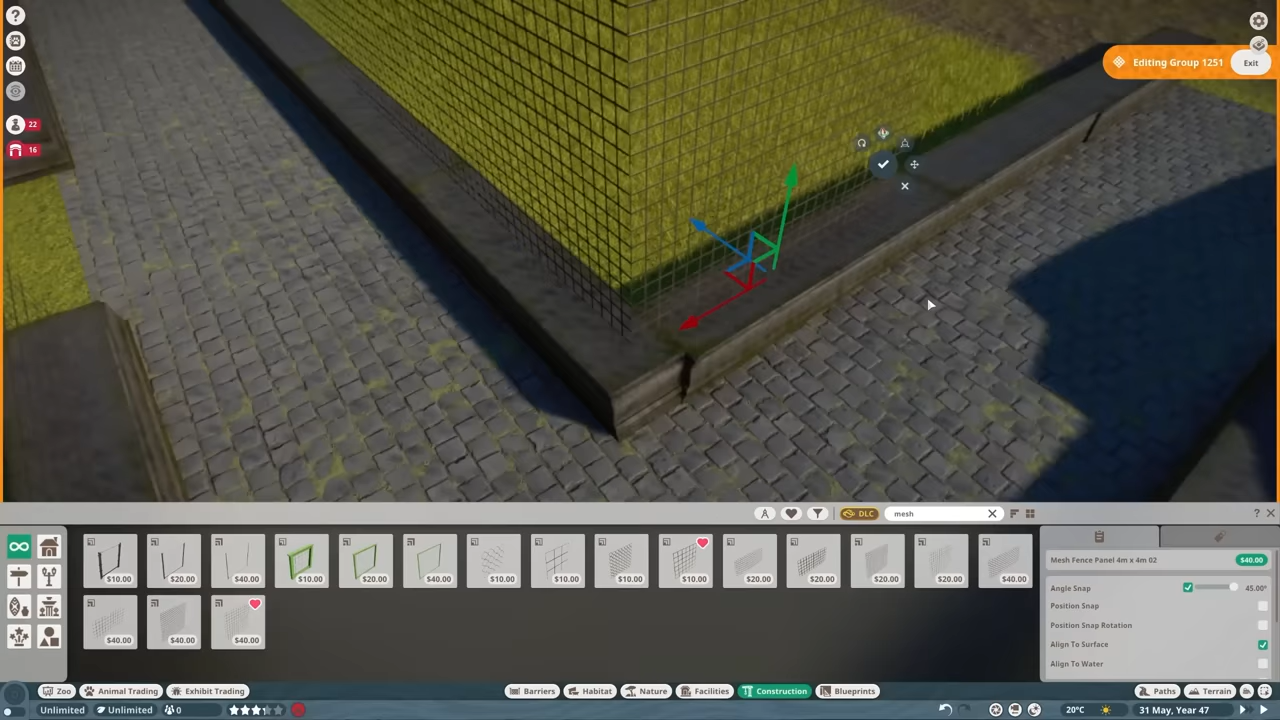 ?
Editing Group 1251
Exit
22
16
DLC
mesh
?
$10.00
$20.00
$40.00
$10.00
$20.00
$40.00
$10.00
$10.00
$10.00
$10.00
$20.00
$20.00
$20.00
$20.00
$40.00
$40.00
$40.00
$40.00
Mesh Fence Panel 4m x 4m 02
$40.00
Angle Snap
45.00°
Position Snap
Position Snap Rotation
Align To Surface
Align To Water
Zoo
Animal Trading
Exhibit Trading
Barriers
Habitat
Nature
Facilities
Construction
Blueprints
Paths
Terrain
Unlimited
Unlimited
0
20°C
31 May, Year 47